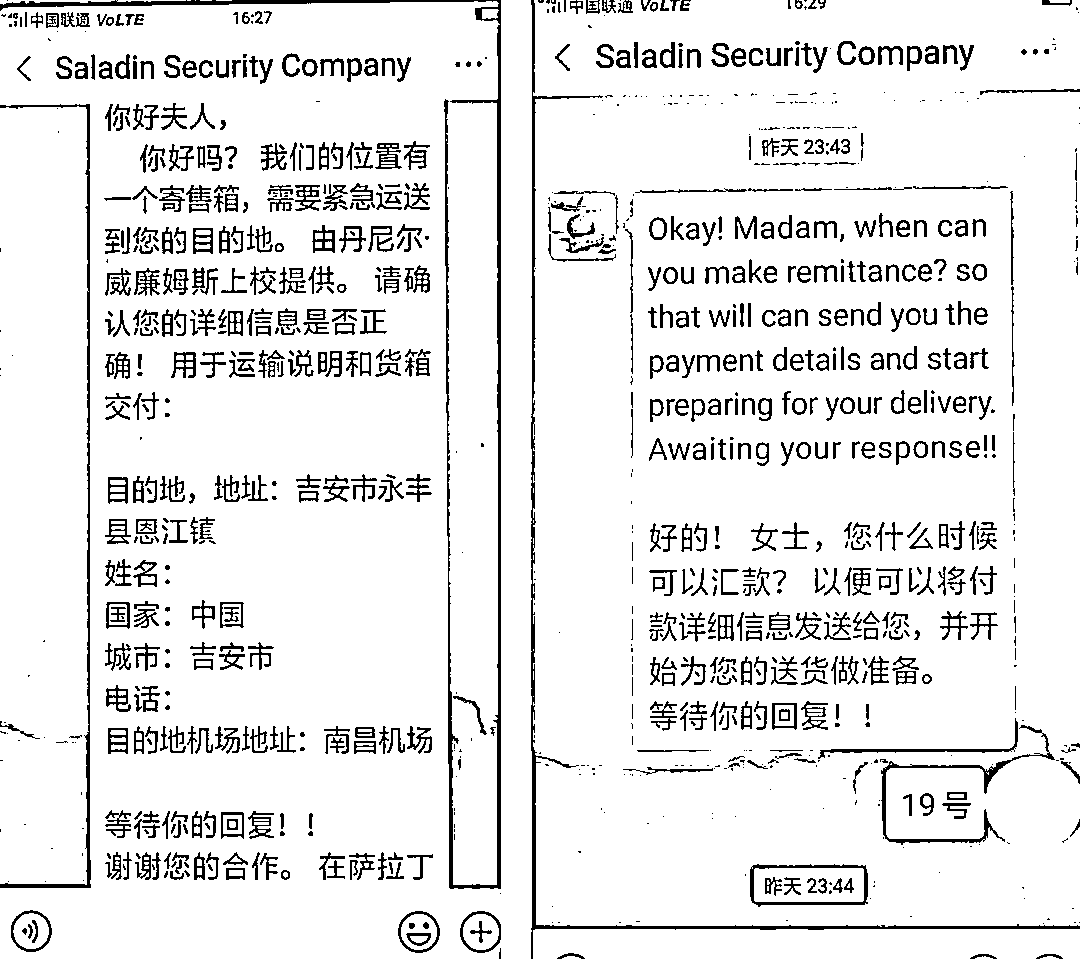 中国联通 VoLTE 16:27
Saladin Security Company
你好夫人，
你好吗？ 我们的位置有
一个寄售箱，需要紧急运送
到您的目的地。 由丹尼尔·
威廉姆斯上校提供。 请确
认您的详细信息是否正
确！ 用于运输说明和货箱
交付：
目的地，地址：吉安市永丰
县恩江镇
姓名：
国家：中国
城市：吉安市
电话：
目的地机场地址：南昌机场
等待你的回复！！
谢谢您的合作。 在萨拉丁
中国联通 VoLTE 16:29
Saladin Security Company
昨天 23:43
Okay! Madam, when can
you make remittance? so
that will can send you the
payment details and start
preparing for your delivery.
Awaiting your response!!
好的！ 女士，您什么时候
可以汇款？ 以便可以将付
款详细信息发送给您，并开
始为您的送货做准备。
等待你的回复！！
19号
昨天 23:44